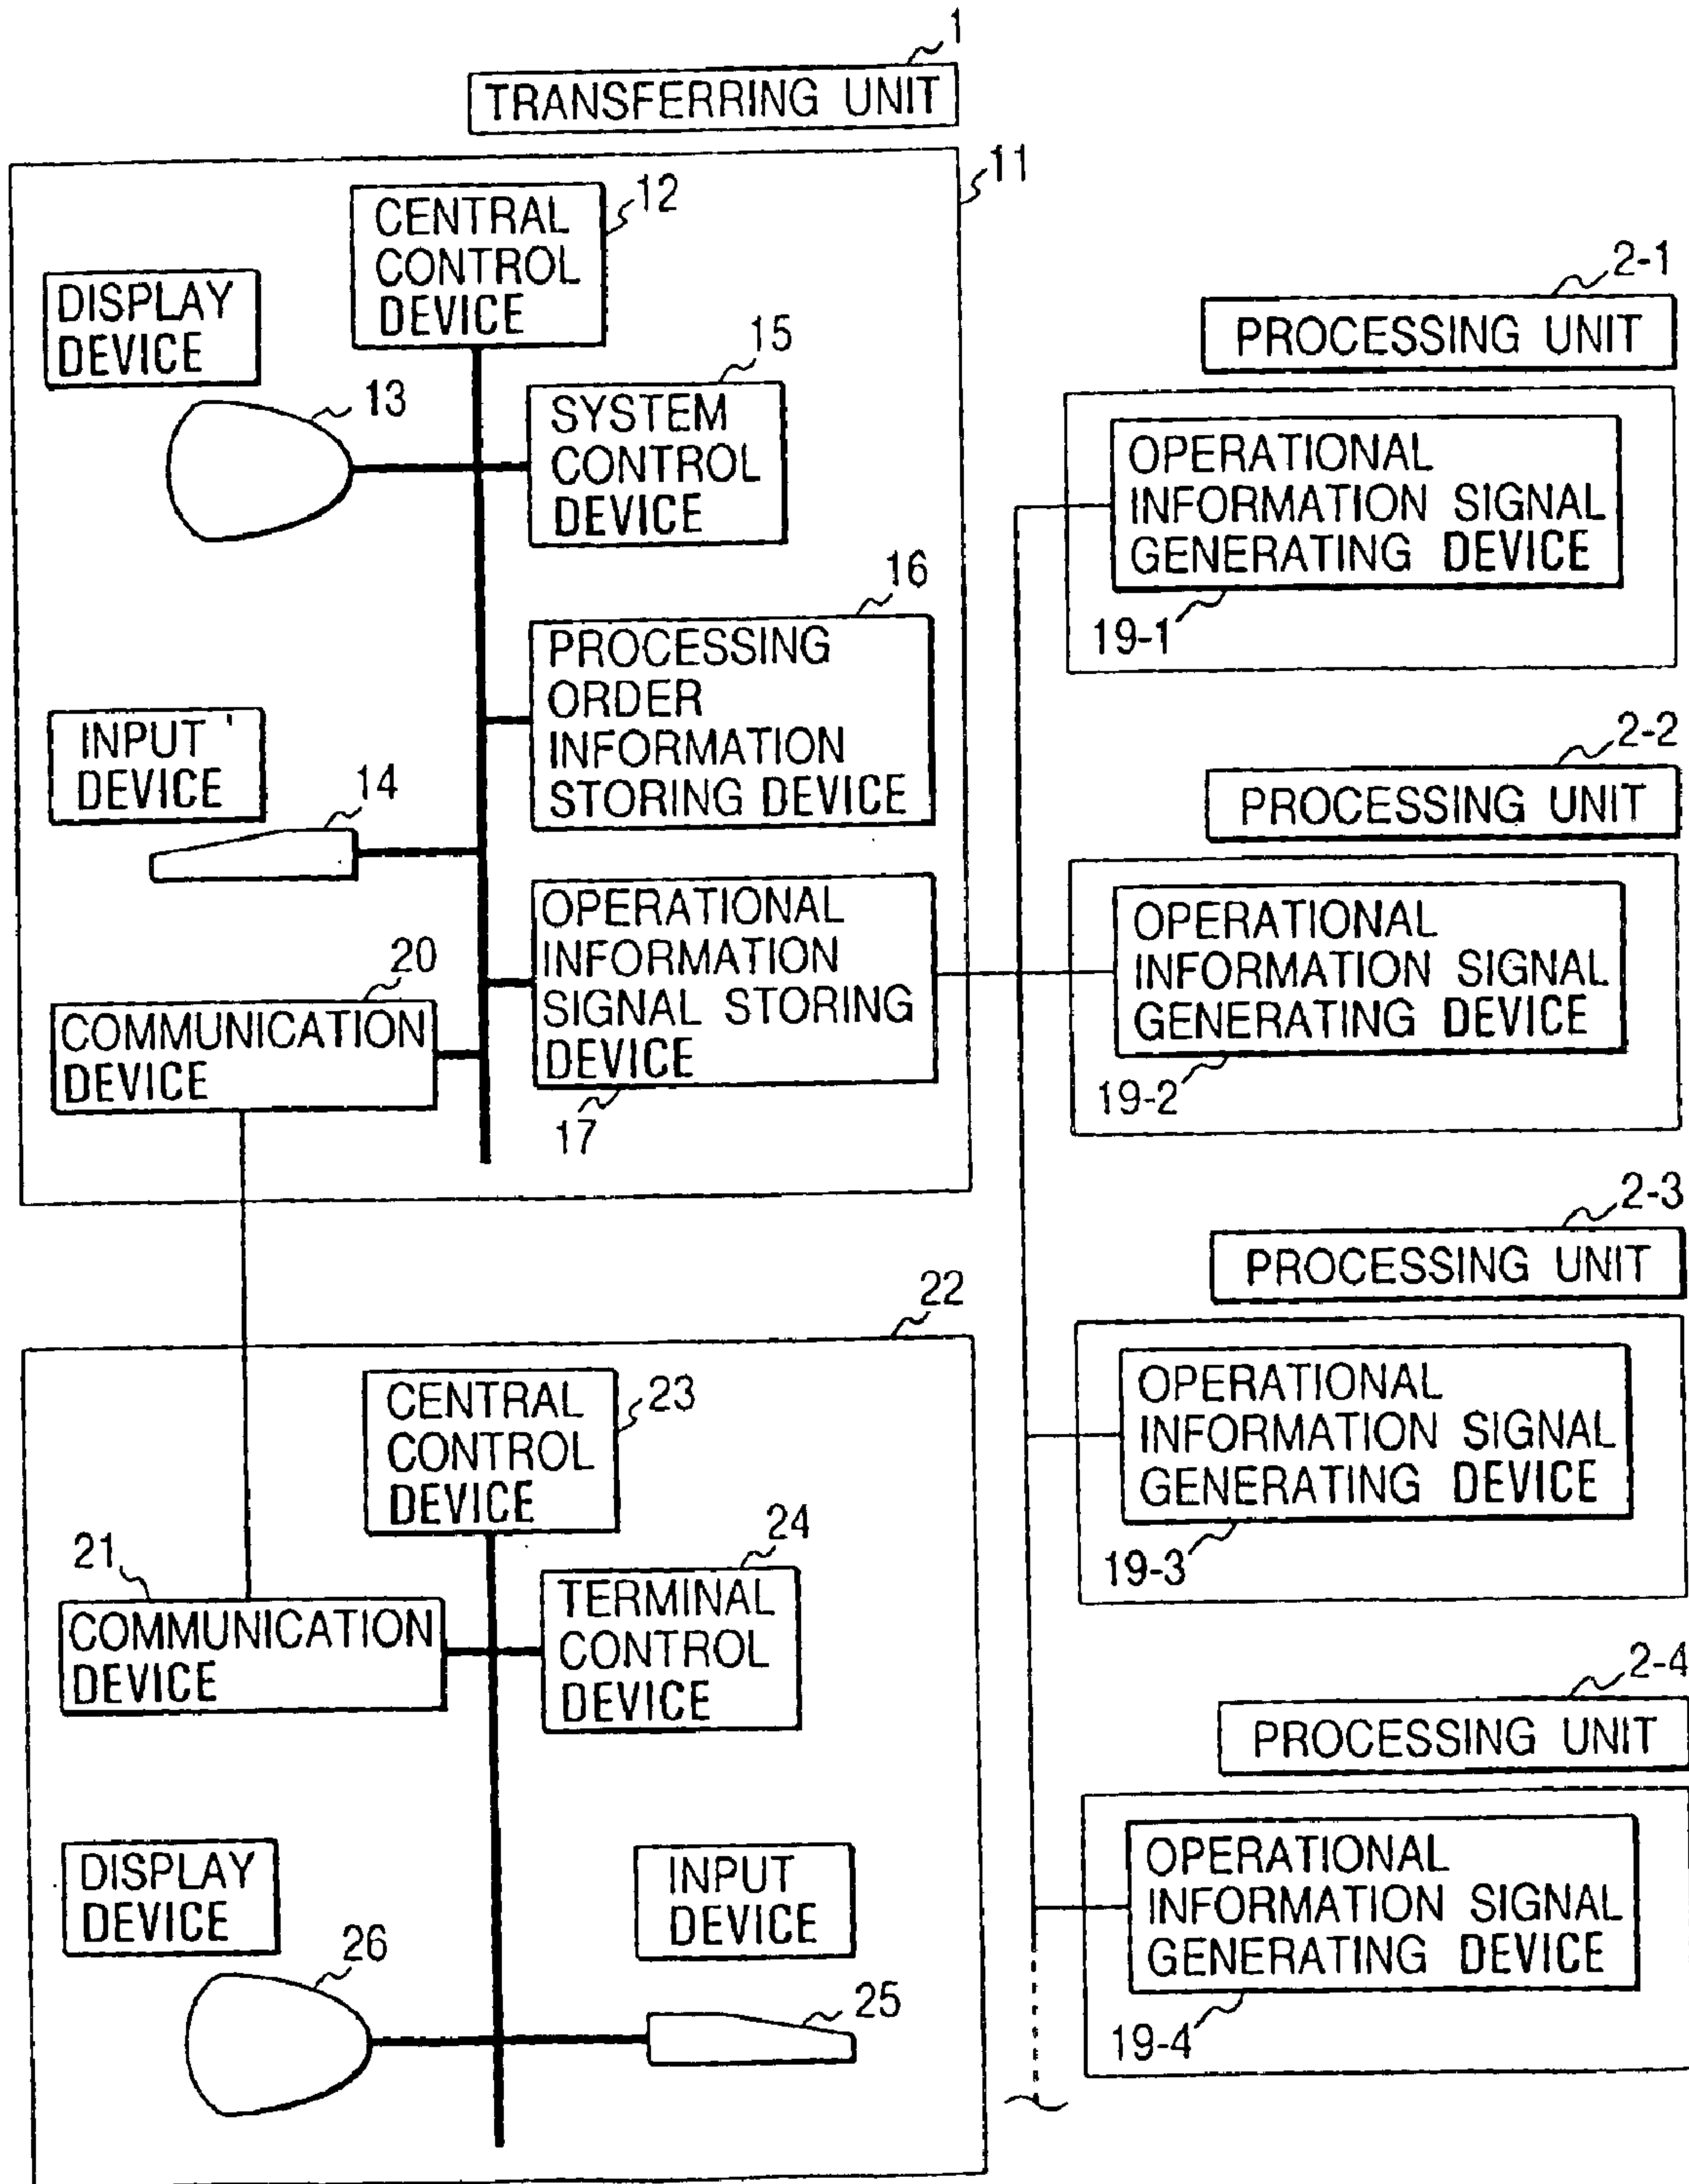 1
TRANSFERRING UNIT
11
CENTRAL
CONTROL
DEVICE
12
DISPLAY
DEVICE
13
15
SYSTEM
CONTROL
DEVICE
16
PROCESSING
ORDER
INFORMATION
STORING DEVICE
INPUT
DEVICE
14
OPERATIONAL
INFORMATION
SIGNAL STORING
DEVICE
17
20
COMMUNICATION
DEVICE
2-1
PROCESSING UNIT
OPERATIONAL
INFORMATION SIGNAL
GENERATING DEVICE
19-1
2-2
PROCESSING UNIT
OPERATIONAL
INFORMATION SIGNAL
GENERATING DEVICE
19-2
2-3
PROCESSING UNIT
OPERATIONAL
INFORMATION SIGNAL
GENERATING DEVICE
19-3
2-4
PROCESSING UNIT
OPERATIONAL
INFORMATION SIGNAL
GENERATING DEVICE
19-4
22
CENTRAL
CONTROL
DEVICE
23
21
COMMUNICATION
DEVICE
24
TERMINAL
CONTROL
DEVICE
DISPLAY
DEVICE
26
INPUT
DEVICE
25